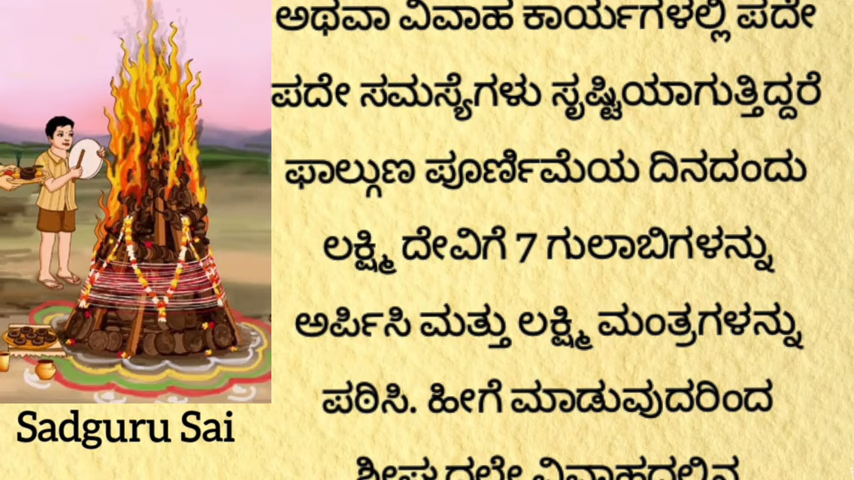 ಅಥವಾ ವಿವಾಹ ಕಾರ್ಯಗಳಲ್ಲಿ ಪದೇ
ಪದೇ ಸಮಸ್ಯೆಗಳು ಸೃಷ್ಟಿಯಾಗುತ್ತಿದ್ದರೆ
ಫಾಲ್ಗುಣ ಪೂರ್ಣಿಮೆಯ ದಿನದಂದು
ಲಕ್ಷ್ಮಿ ದೇವಿಗೆ 7 ಗುಲಾಬಿಗಳನ್ನು
ಅರ್ಪಿಸಿ ಮತ್ತು ಲಕ್ಷ್ಮಿ ಮಂತ್ರಗಳನ್ನು
ಪಠಿಸಿ. ಹೀಗೆ ಮಾಡುವುದರಿಂದ
Sadguru Sai